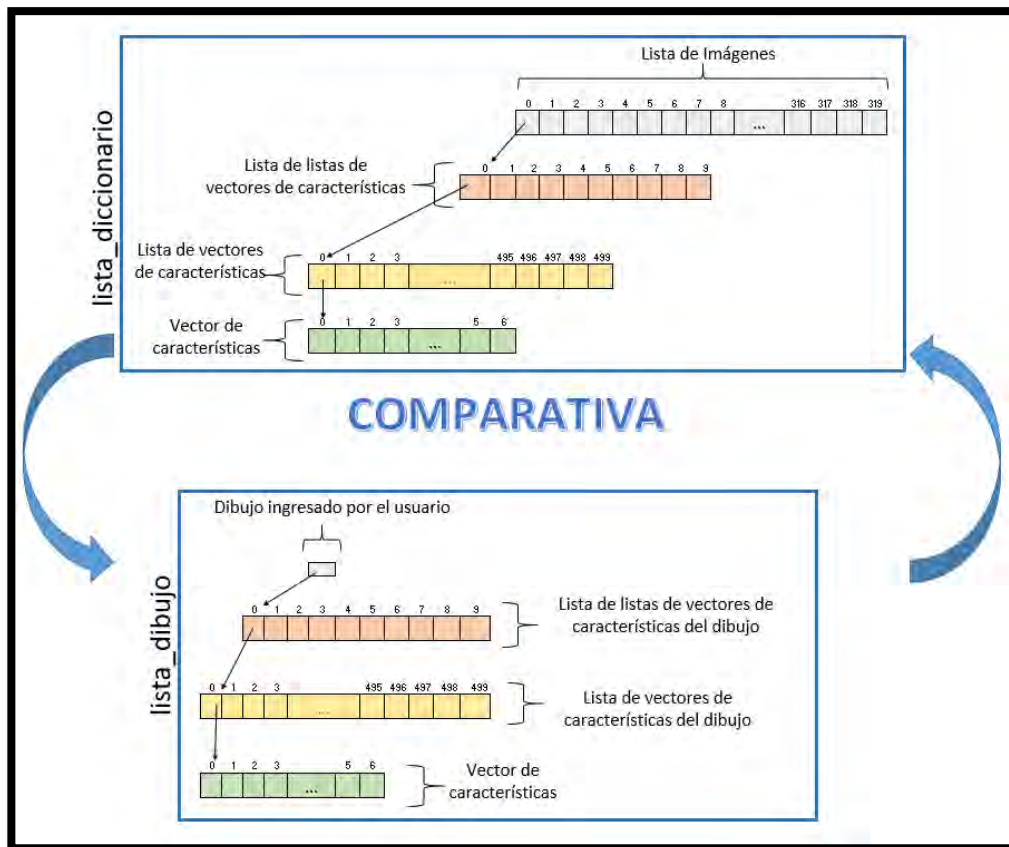 lista_diccionario
Lista de Imágenes
0 1 2 3 4 5 6 7 8 316 317 318 319
...
Lista de listas de
vectores de características
0 1 2 3 4 5 6 7 8 9
Lista de vectores
de características
0 1 2 3 495 496 497 498 499
...
Vector de
características
0 1 2 3 5 6
...
COMPARATIVA
lista_dibujo
Dibujo ingresado por el usuario
0 1 2 3 4 5 6 7 8 9
Lista de listas de vectores de
características del dibujo
0 1 2 3 495 496 497 498 499
...
Lista de vectores de
características del dibujo
0 1 2 3 5 6
...
Vector de
características